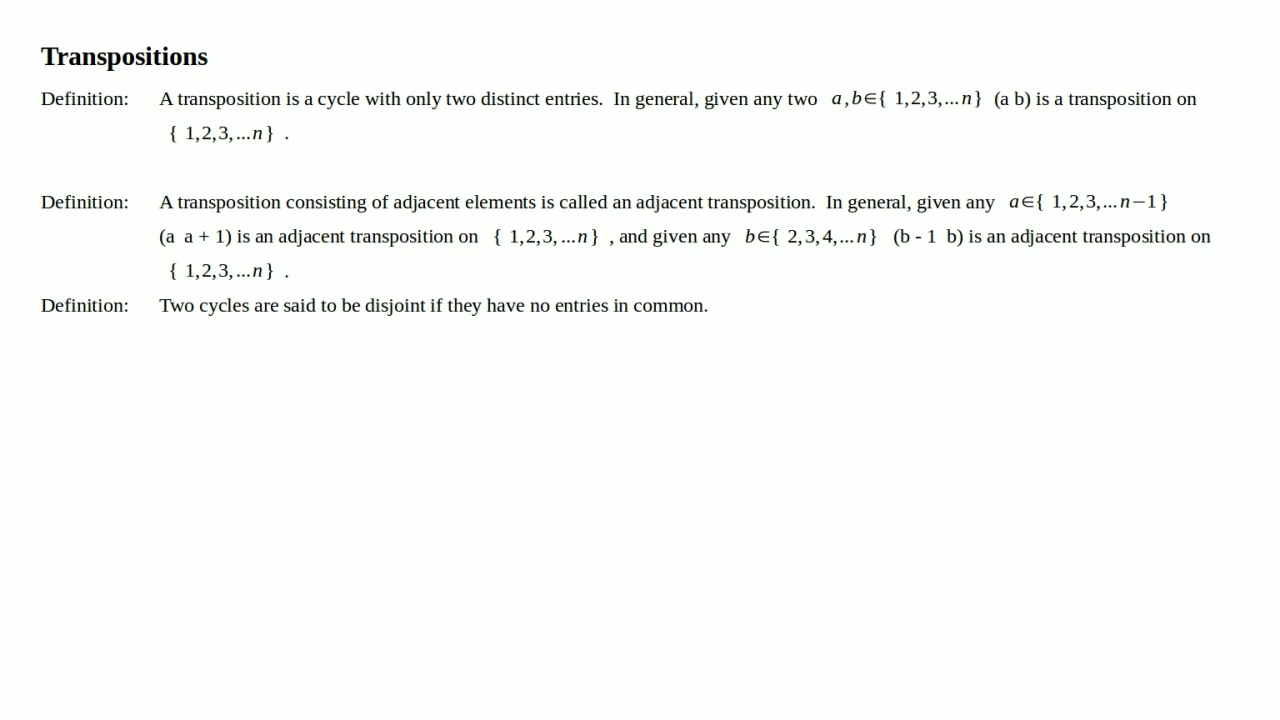 Transpositions
Definition: A transposition is a cycle with only two distinct entries. In general, given any two a,b∈{ 1,2,3,...n} (a b) is a transposition on
{ 1,2,3,...n} .
Definition: A transposition consisting of adjacent elements is called an adjacent transposition. In general, given any a∈{ 1,2,3,...n−1}
(a a + 1) is an adjacent transposition on { 1,2,3,...n} , and given any b∈{ 2,3,4,...n} (b - 1 b) is an adjacent transposition on
{ 1,2,3,...n} .
Definition: Two cycles are said to be disjoint if they have no entries in common.